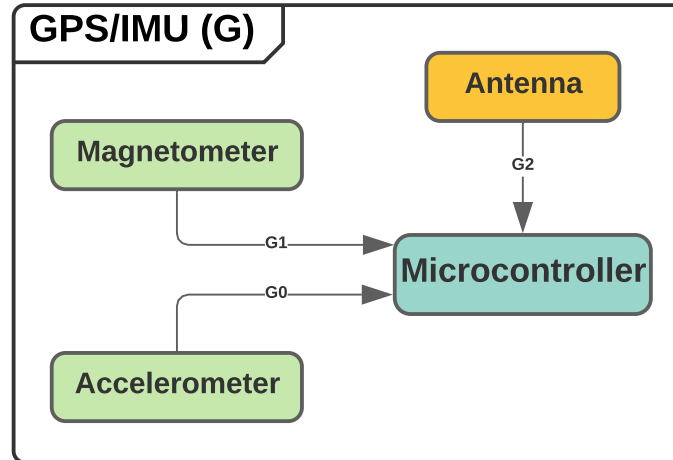 GPS/IMU (G)
Antenna
Magnetometer
G2
G1
Microcontroller
G0
Accelerometer